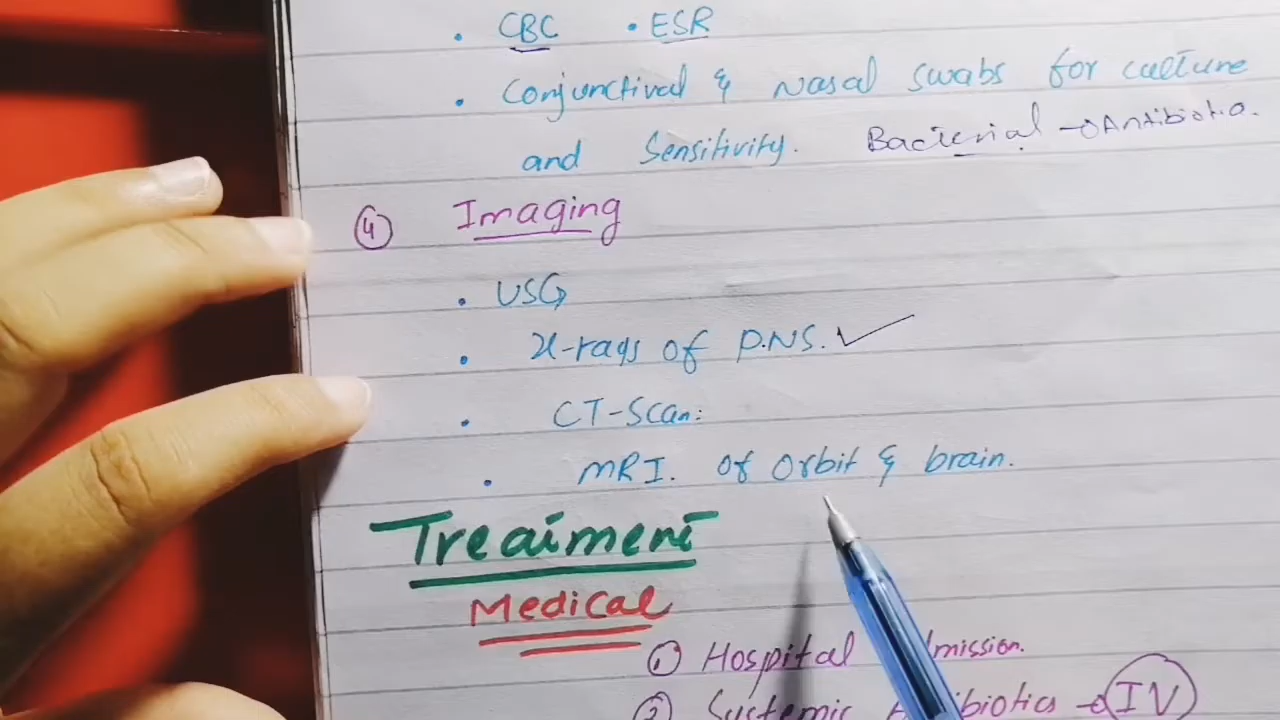 • CBC • ESR
• Conjunctival & Nasal swabs for culture
and Sensitivity. Bacterial → Antibiotic.
④ Imaging
• USG
• X-rays of P.N.S. ✓
• CT-Scan:
• MRI. of Orbit & brain.
Treatment
Medical
① Hospital
② Systemic → IV